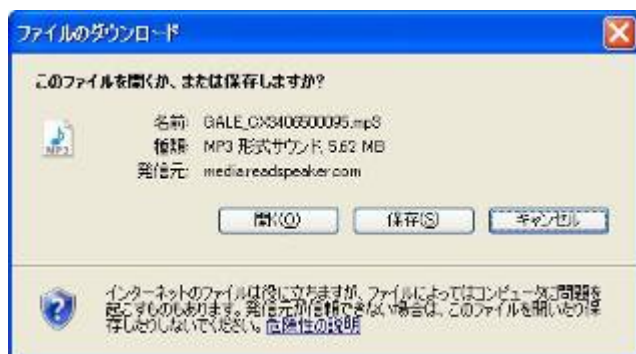 ファイルのダウンロード
このファイルを開くか、または保存しますか?
名前: GALE_CX3406500095.mp3
種類: MP3 形式サウンド, 5.62 MB
発信元: media.readspeaker.com
開く(O) 保存(S) キャンセル
インターネットのファイルは役に立ちますが、ファイルによってはコンピュータに問題を
起こすものもあります。発信元が信頼できない場合は、このファイルを開いたり保
存したりしないでください。危険性の説明